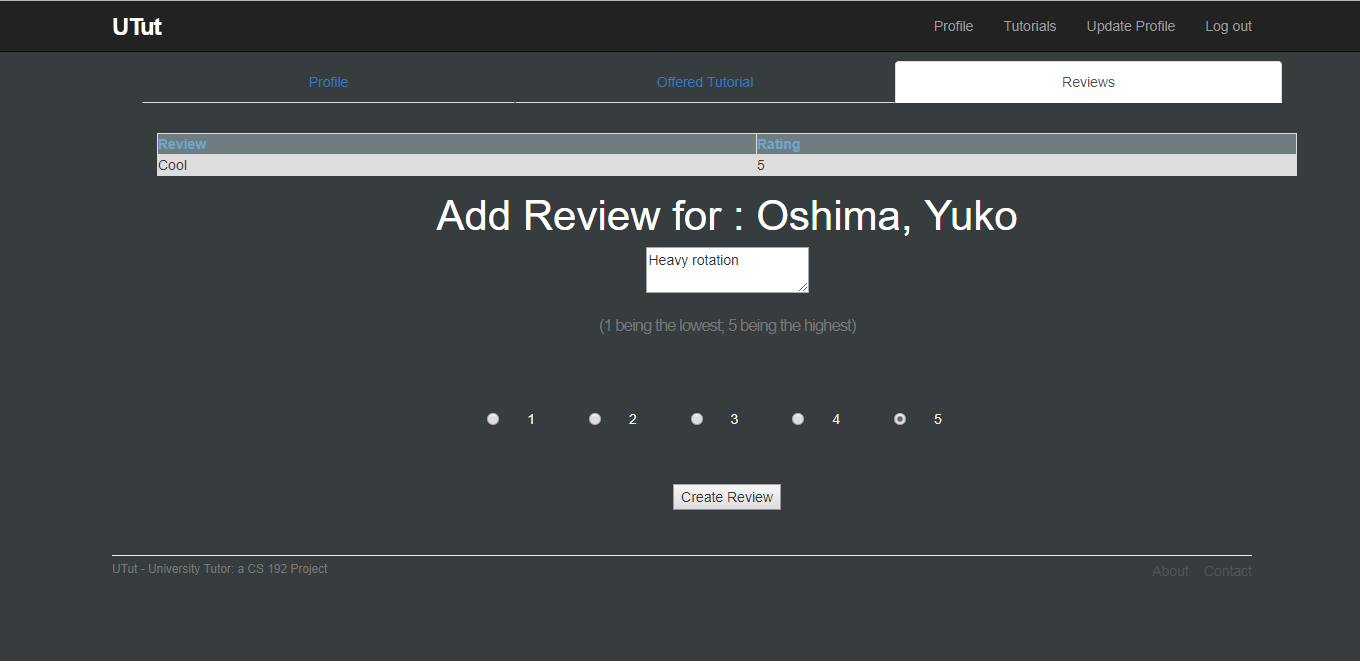 UTut Profile Tutorials Update Profile Log out
Profile Offered Tutorial Reviews
Review Rating
Cool 5
Add Review for : Oshima, Yuko
Heavy rotation
(1 being the lowest; 5 being the highest)
1 2 3 4 5
Create Review
UTut - University Tutor: a CS 192 Project About Contact